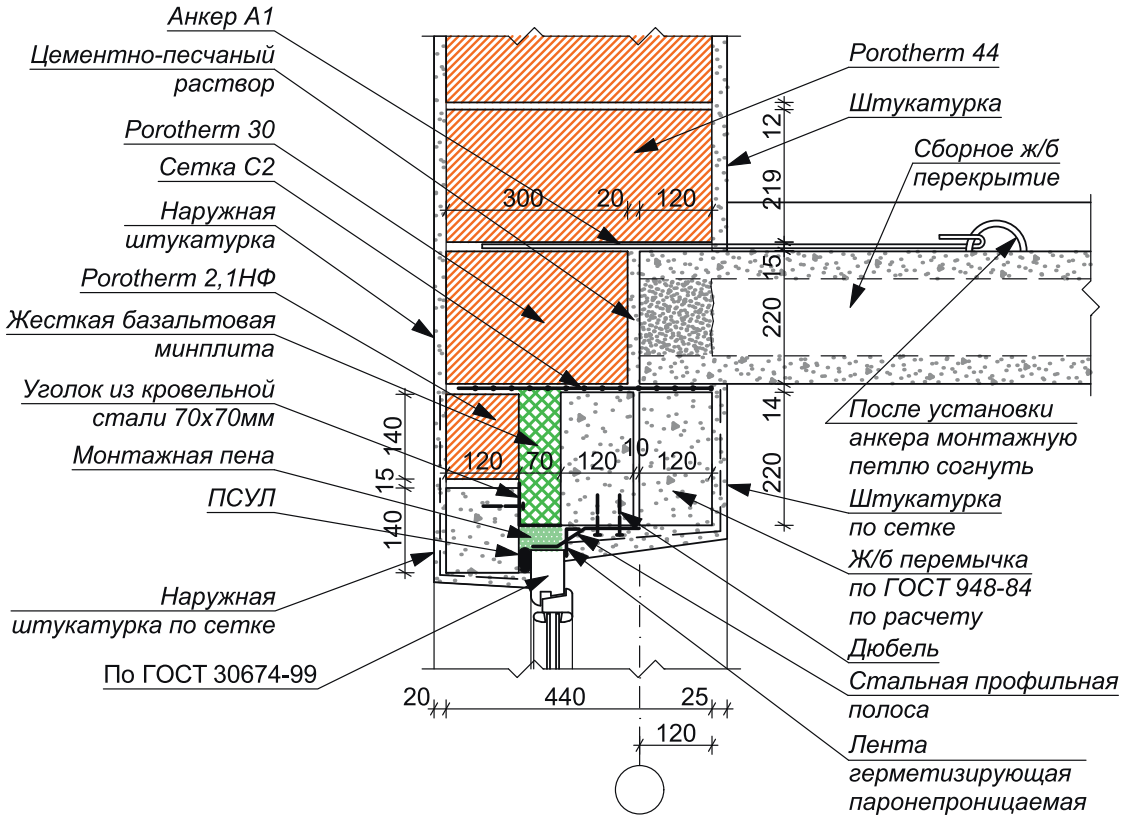 Анкер А1
Цементно-песчаный
раствор
Porotherm 30
Сетка С2
Наружная
штукатурка
Porotherm 2,1НФ
Жесткая базальтовая
минплита
Уголок из кровельной
стали 70х70мм
Монтажная пена
ПСУЛ
Наружная
штукатурка по сетке
По ГОСТ 30674-99
Porotherm 44
Штукатурка
Сборное ж/б
перекрытие
После установки
анкера монтажную
петлю согнуть
Штукатурка
по сетке
Ж/б перемычка
по ГОСТ 948-84
по расчету
Дюбель
Стальная профильная
полоса
Лента
герметизирующая
паронепроницаемая
300 20 120
12
219
15
220
14
220
140
15
140
120 70 120 10 120
20 440 25
120